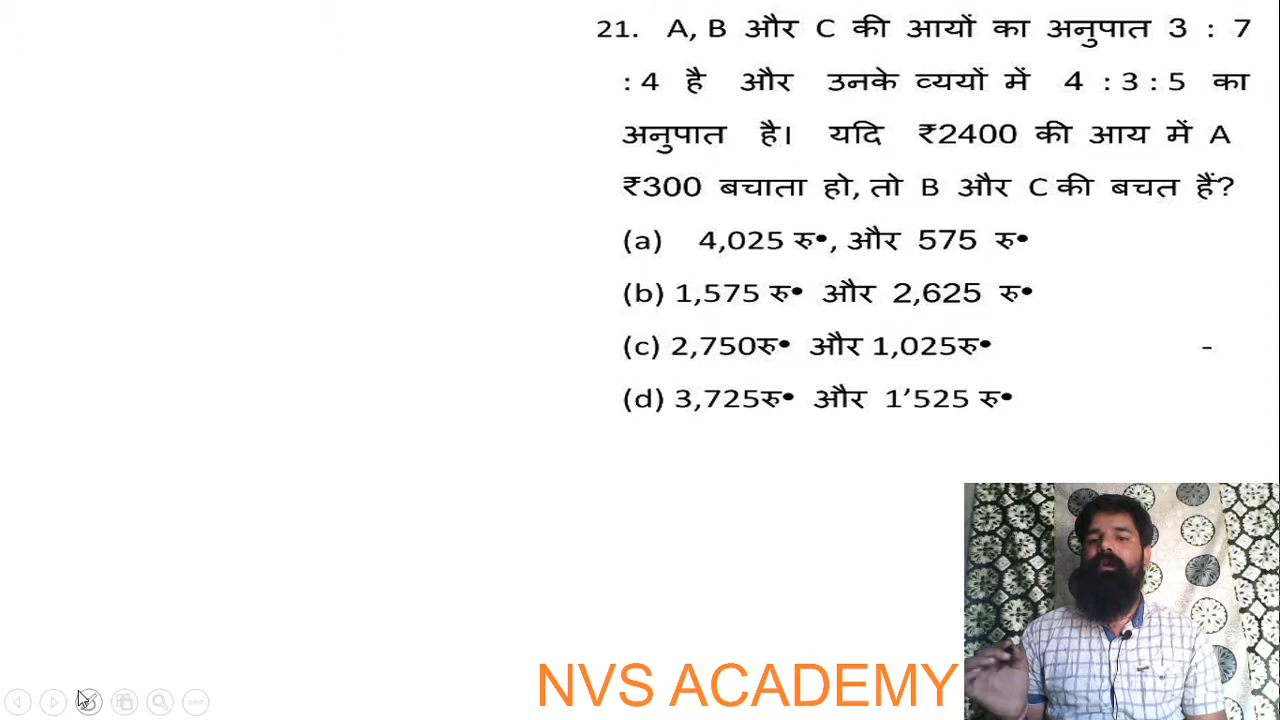 21. A, B और C की आयों का अनुपात 3 : 7
: 4 है और उनके व्ययों में 4 : 3 : 5 का
अनुपात है। यदि ₹2400 की आय में A
₹300 बचाता हो, तो B और C की बचत हैं?
(a) 4,025 रु•, और 575 रु•
(b) 1,575 रु• और 2,625 रु•
(c) 2,750रु• और 1,025रु• -
(d) 3,725रु• और 1’525 रु•
NVS ACADEMY